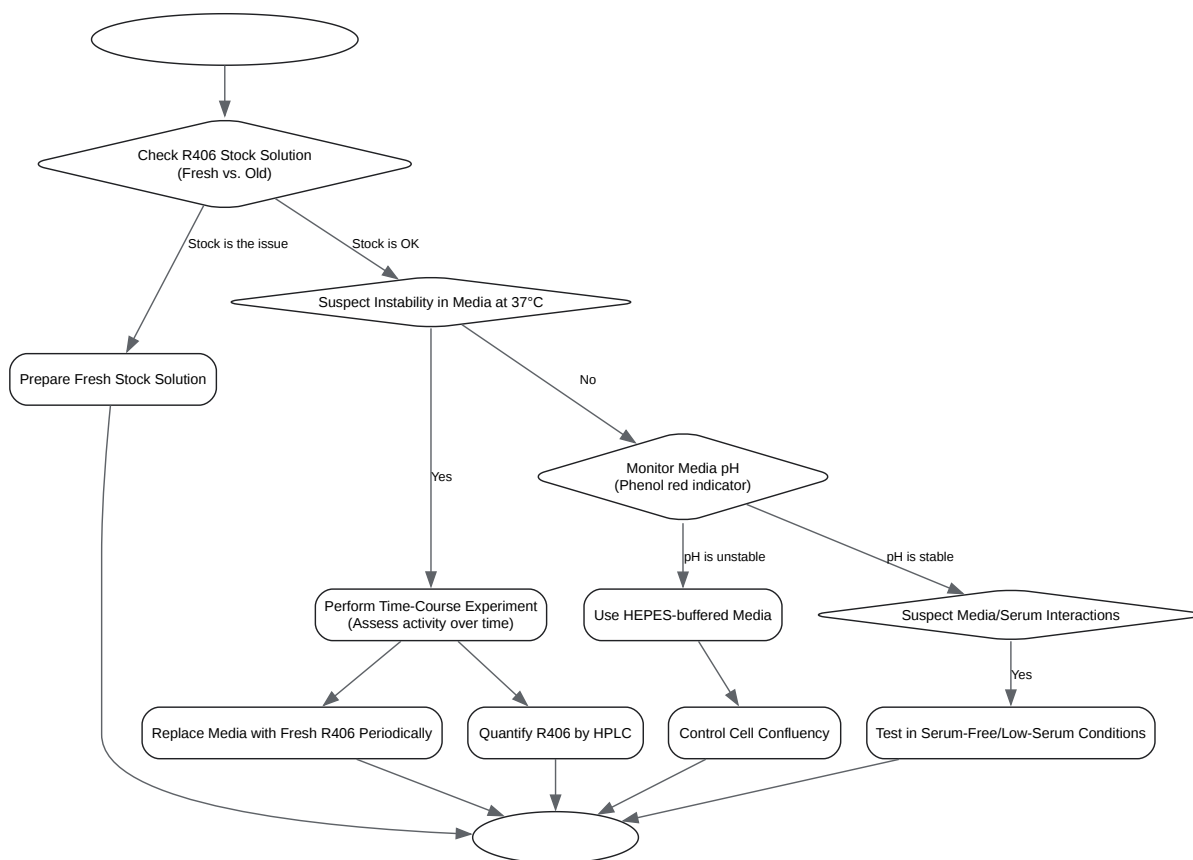 Check R406 Stock Solution
(Fresh vs. Old)
Stock is the issue
Stock is OK
Suspect Instability in Media at 37°C
Prepare Fresh Stock Solution
No
Monitor Media pH
(Phenol red indicator)
Yes
pH is unstable
pH is stable
Perform Time-Course Experiment
(Assess activity over time)
Use HEPES-buffered Media
Suspect Media/Serum Interactions
Yes
Replace Media with Fresh R406 Periodically
Quantify R406 by HPLC
Control Cell Confluency
Test in Serum-Free/Low-Serum Conditions